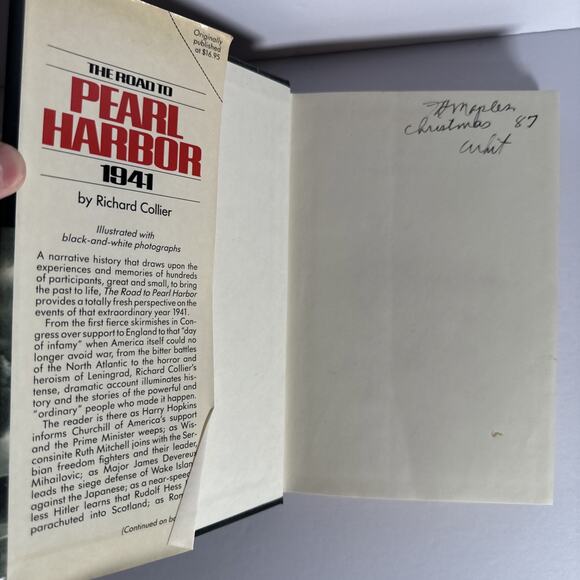 Originally
published
at $16.95
THE ROAD TO
PEARL
HARBOR
1941
by Richard Collier
Illustrated with
black-and-white photographs
A narrative history that draws upon the
experiences and memories of hundreds
of participants, great and small, to bring
the past to life, The Road to Pearl Harbor
provides a totally fresh perspective on the
events of that extraordinary year 1941.
From the first fierce skirmishes in Con-
gress over support to England to that "day
of infamy" when America itself could no
longer avoid war, from the bitter battles
of the North Atlantic to the horror and
heroism of Leningrad, Richard Collier's
tense, dramatic account illuminates his-
tory and the stories of the powerful and
"ordinary" people who made it happen.
The reader is there as Harry Hopkins
informs Churchill of America's support
and the Prime Minister weeps; as Wis-
consinite Ruth Mitchell joins with the Ser-
bian freedom fighters and their leader,
Mihailovic; as Major James Devereux
leads the siege defense of Wake Islan
against the Japanese; as a near-speec
less Hitler learns that Rudolf Hess
parachuted into Scotland; as Rom
(Continued on ba
Maples
Christmas 87
Whit